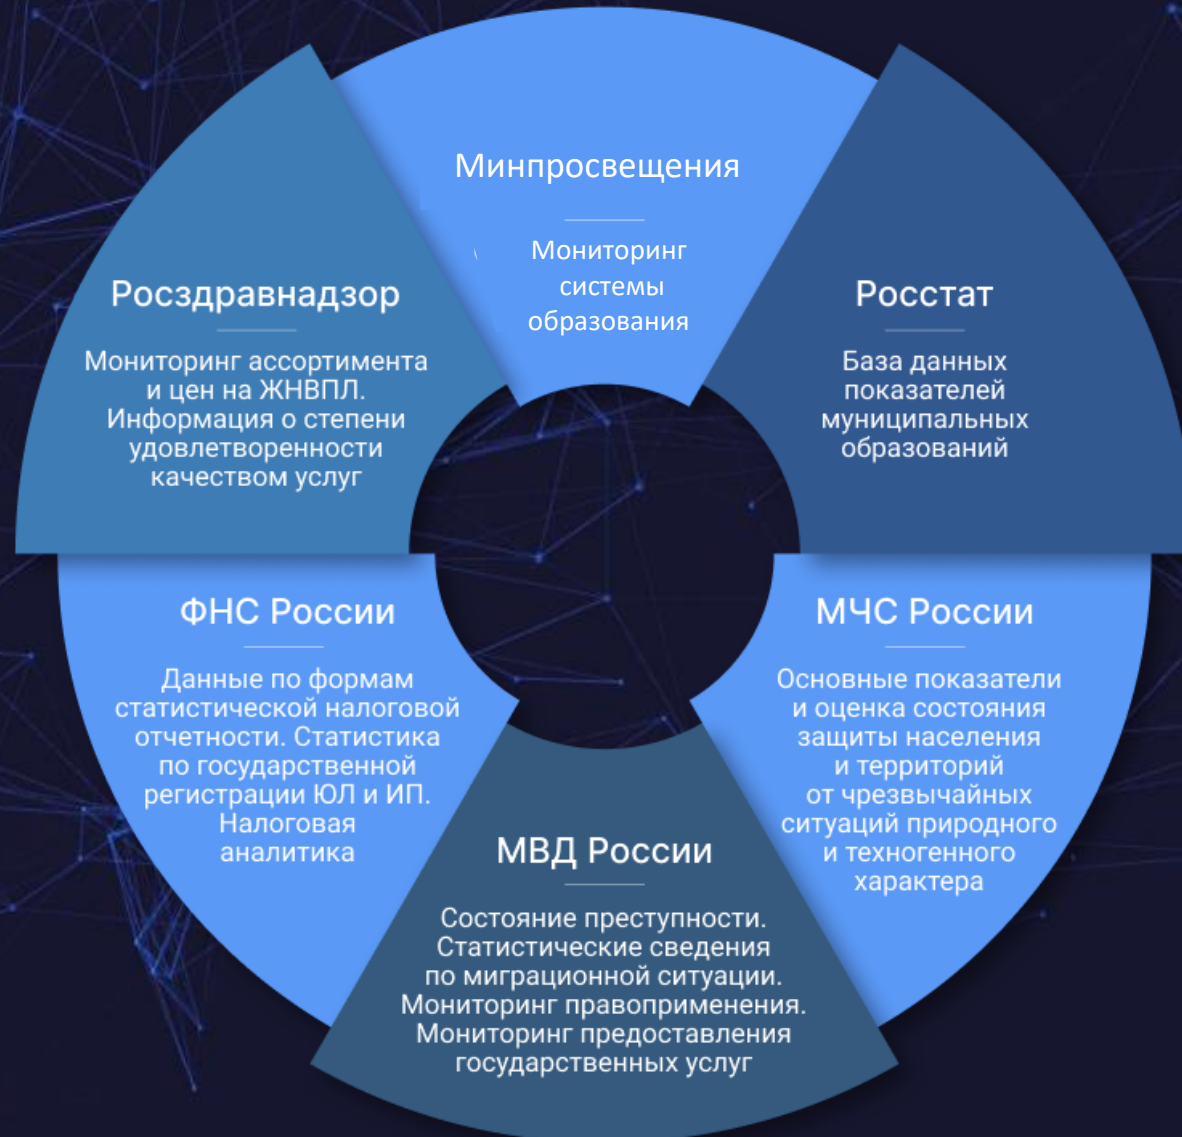 Минпросвещения
Мониторинг
системы
образования
Росстат
База данных
показателей
муниципальных
образований
МЧС России
Основные показатели
и оценка состояния
защиты населения
и территорий
от чрезвычайных
ситуаций природного
и техногенного
характера
МВД России
Состояние преступности.
Статистические сведения
по миграционной ситуации.
Мониторинг правоприменения.
Мониторинг предоставления
государственных услуг
ФНС России
Данные по формам
статистической налоговой
отчетности. Статистика
по государственной
регистрации ЮЛ и ИП.
Налоговая
аналитика
Росздравнадзор
Мониторинг ассортимента
и цен на ЖНВПЛ.
Информация о степени
удовлетворенности
качеством услуг